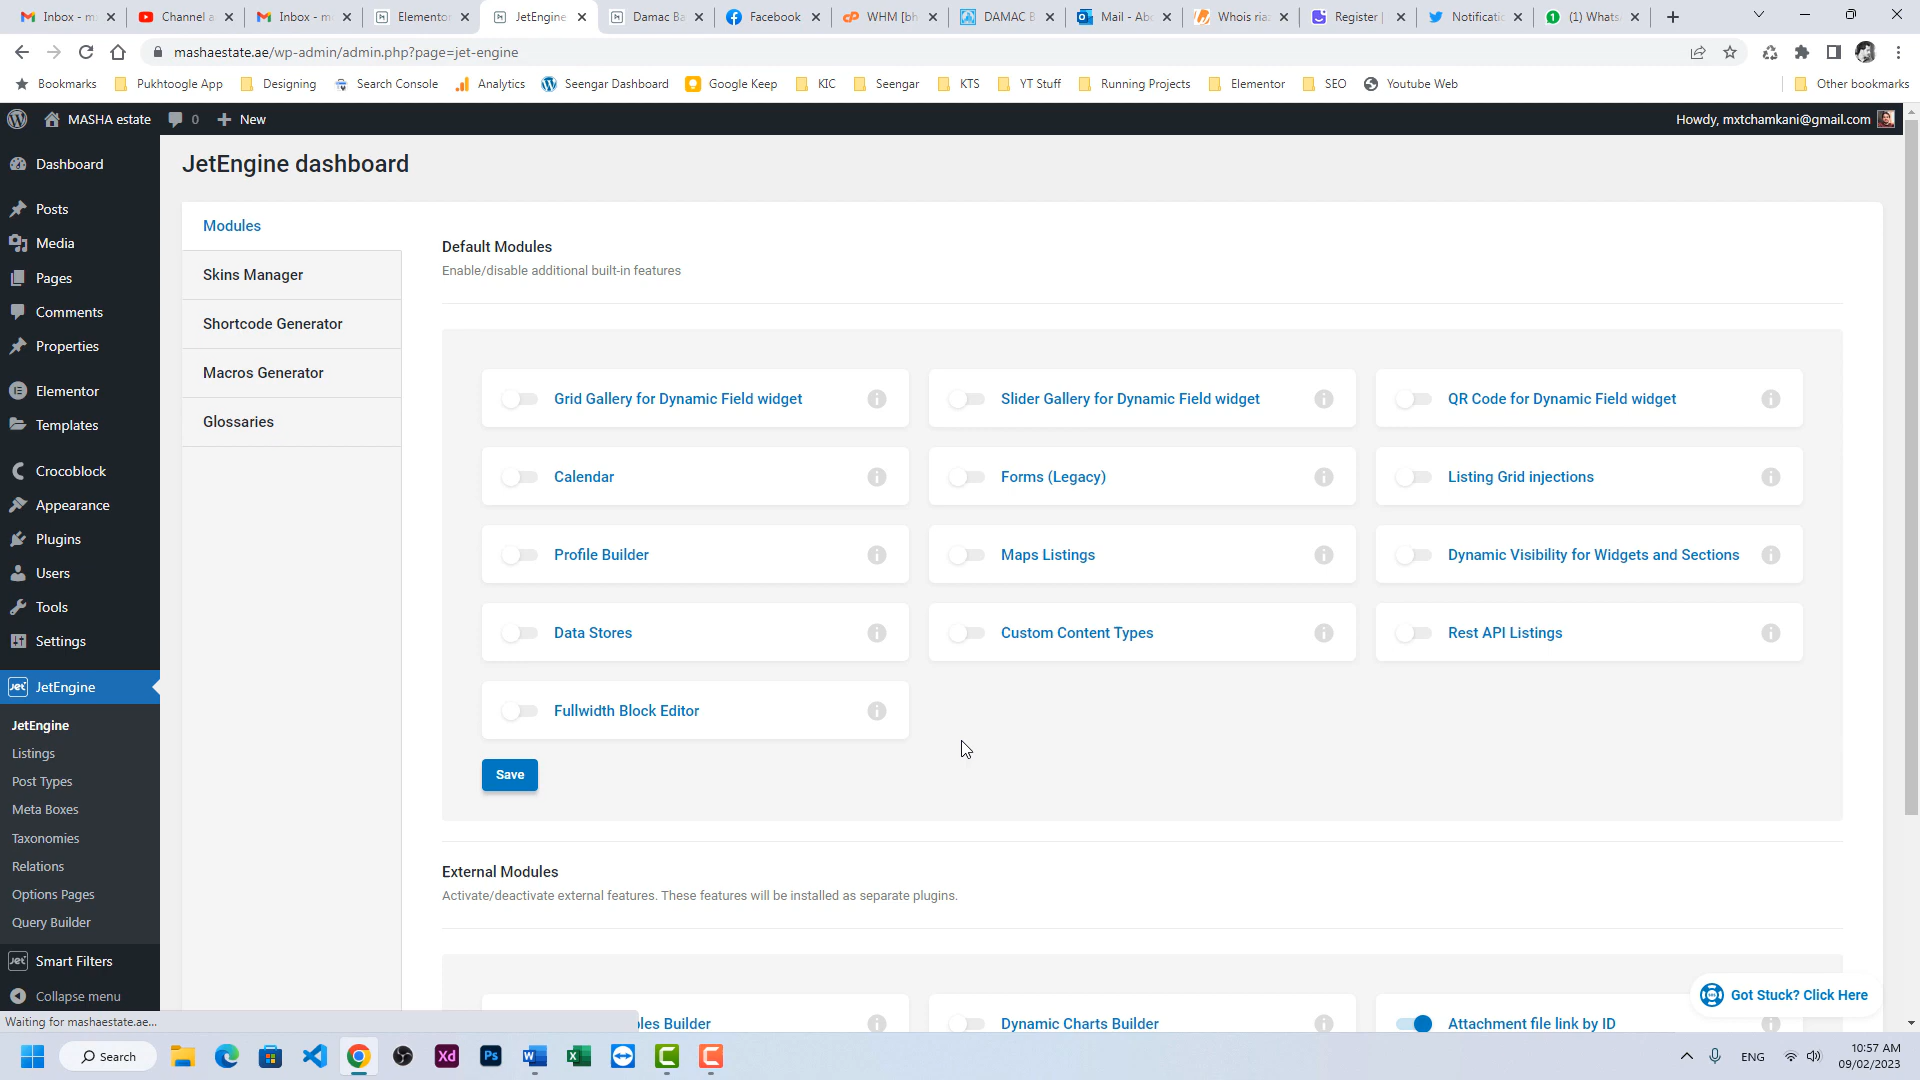 Inbox - m
Channel a
Inbox - m
Elementor
JetEngine
Damac Ba
Facebook
WHM [bh
DAMAC B
Mail - Abd
Whois riaz
Register |
Notificatio
(1) Whats
mashaestate.ae/wp-admin/admin.php?page=jet-engine
Bookmarks
Pukhtoogle App
Designing
Search Console
Analytics
Seengar Dashboard
Google Keep
KIC
Seengar
KTS
YT Stuff
Running Projects
Elementor
SEO
Youtube Web
Other bookmarks
MASHA estate
0
New
Howdy, mxtchamkani@gmail.com
Dashboard
Posts
Media
Pages
Comments
Properties
Elementor
Templates
Crocoblock
Appearance
Plugins
Users
Tools
Settings
JetEngine
JetEngine
Listings
Post Types
Meta Boxes
Taxonomies
Relations
Options Pages
Query Builder
Smart Filters
Collapse menu
Waiting for mashaestate.ae...
JetEngine dashboard
Modules
Skins Manager
Shortcode Generator
Macros Generator
Glossaries
Default Modules
Enable/disable additional built-in features
Grid Gallery for Dynamic Field widget
Slider Gallery for Dynamic Field widget
QR Code for Dynamic Field widget
Calendar
Forms (Legacy)
Listing Grid injections
Profile Builder
Maps Listings
Dynamic Visibility for Widgets and Sections
Data Stores
Custom Content Types
Rest API Listings
Fullwidth Block Editor
Save
External Modules
Activate/deactivate external features. These features will be installed as separate plugins.
les Builder
Dynamic Charts Builder
Attachment file link by ID
Got Stuck? Click Here
Search
Xd
Ps
ENG
10:57 AM
09/02/2023